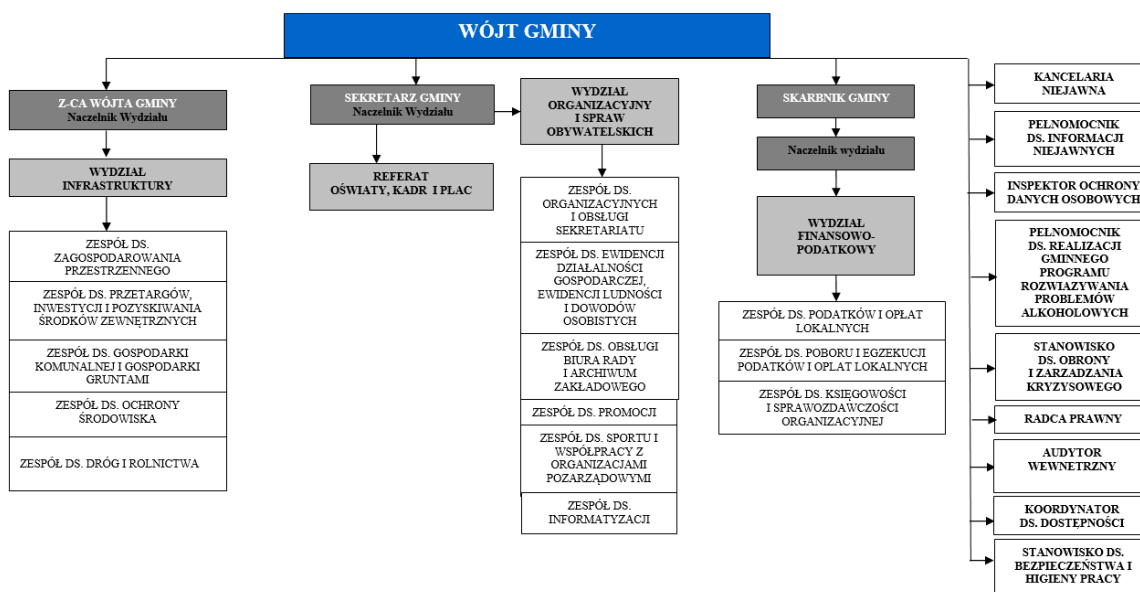 WÓJT GMINY
Z-CA WÓJTA GMINY
Naczelnik Wydziału
WYDZIAŁ
INFRASTRUKTURY
ZESPÓŁ DS.
ZAGOSPODAROWANIA
PRZESTRZENNEGO
ZESPÓŁ DS. PRZETARGÓW,
INWESTYCJI I POZYSKIWANIA
ŚRODKÓW ZEWNĘTRZNYCH
ZESPÓŁ DS. GOSPODARKI
KOMUNALNEJ I GOSPODARKI
GRUNTAMI
ZESPÓŁ DS. OCHRONY
ŚRODOWISKA
ZESPÓŁ DS. DRÓG I ROLNICTWA
SEKRETARZ GMINY
Naczelnik Wydziału
REFERAT
OŚWIATY, KADR I PŁAC
WYDZIAŁ
ORGANIZACYJNY
I SPRAW
OBYWATELSKICH
ZESPÓŁ DS.
ORGANIZACYJNYCH
I OBSŁUGI
SEKRETARIATU
ZESPÓŁ DS. EWIDENCJI
DZIAŁALNOŚCI
GOSPODARCZEJ,
EWIDENCJI LUDNOŚCI
I DOWODÓW
OSOBISTYCH
ZESPÓŁ DS. OBSŁUGI
BIURA RADY
I ARCHIWUM
ZAKŁADOWEGO
ZESPÓŁ DS. PROMOCJI
ZESPÓŁ DS. SPORTU I
WSPÓŁPRACY Z
ORGANIZACJAMI
POZARZĄDOWYMI
ZESPÓŁ DS.
INFORMATYZACJI
SKARBNIK GMINY
Naczelnik wydziału
WYDZIAŁ
FINANSOWO-
PODATKOWY
ZESPÓŁ DS. PODATKÓW I OPŁAT
LOKALNYCH
ZESPÓŁ DS. POBORU I EGZEKUCJI
PODATKÓW I OPLAT LOKALNYCH
ZESPÓŁ DS. KSIĘGOWOŚCI
I SPRAWOZDAWCZOŚCI
ORGANIZACYJNEJ
KANCELARIA
NIEJAWNA
PEŁNOMOCNIK
DS. INFORMACJI
NIEJAWNYCH
INSPEKTOR OCHRONY
DANYCH OSOBOWYCH
PEŁNOMOCNIK
DS. REALIZACJI
GMINNEGO
PROGRAMU
ROZWIAZYWANIA
PROBLEMÓW
ALKOHOLOWYCH
STANOWISKO
DS. OBRONY
I ZARZADZANIA
KRYZYSOWEGO
RADCA PRAWNY
AUDYTOR
WEWNETRZNY
KOORDYNATOR
DS. DOSTĘPNOŚCI
STANOWISKO DS.
BEZPIECZEŃSTWA I
HIGIENY PRACY